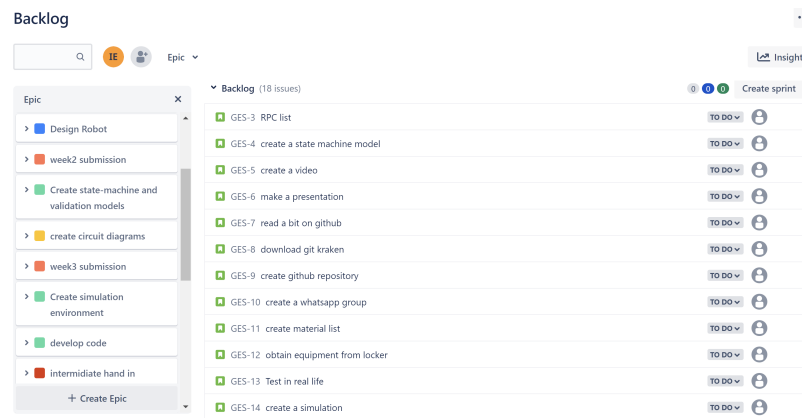 Backlog
IE
Epic
Insight
Epic
Design Robot
week2 submission
Create state-machine and
validation models
create circuit diagrams
week3 submission
Create simulation
environment
develop code
intermidiate hand in
+ Create Epic
Backlog (18 issues)
0 0 0 Create sprint
GES-3 RPC list TO DO
GES-4 create a state machine model TO DO
GES-5 create a video TO DO
GES-6 make a presentation TO DO
GES-7 read a bit on github TO DO
GES-8 download git kraken TO DO
GES-9 create github repository TO DO
GES-10 create a whatsapp group TO DO
GES-11 create material list TO DO
GES-12 obtain equipment from locker TO DO
GES-13 Test in real life TO DO
GES-14 create a simulation TO DO